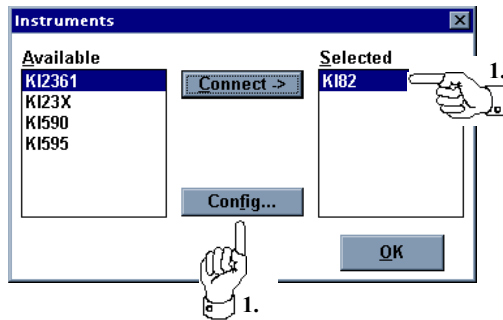 Instruments
Available
Selected
KI2361
KI23X
KI590
KI595
Connect ->
KI82
1.
Config...
OK
1.